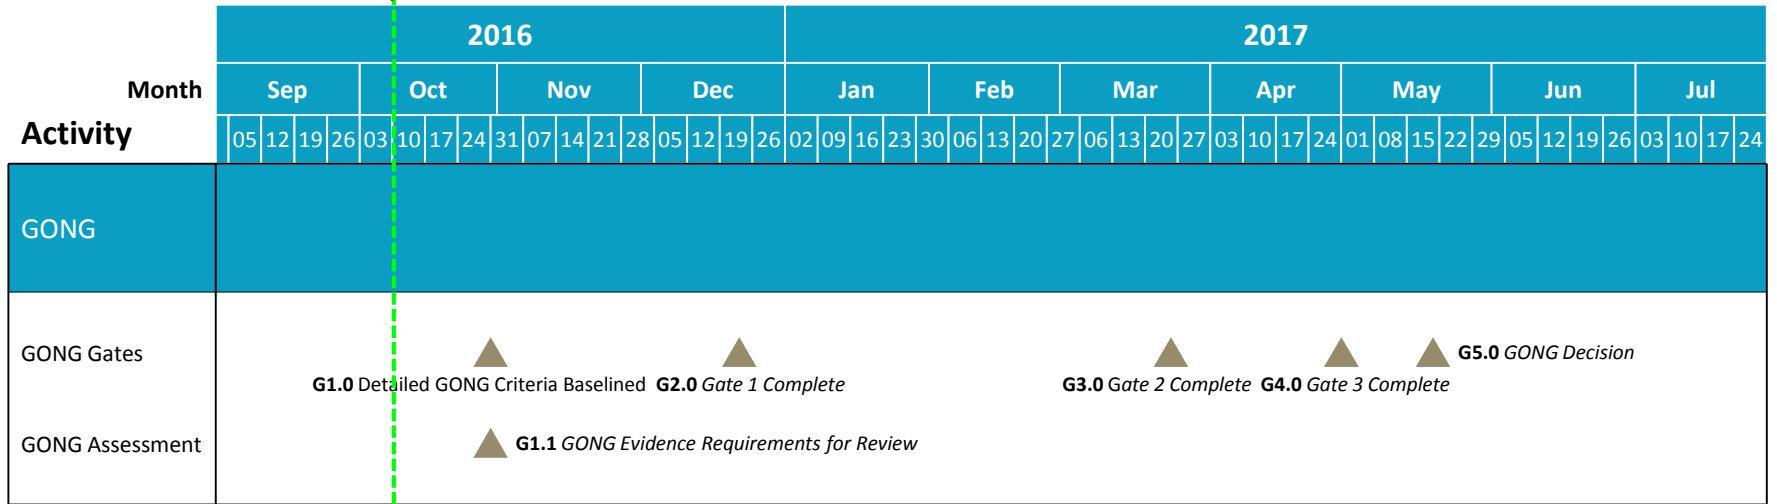 2016 2017
Month Sep Oct Nov Dec Jan Feb Mar Apr May Jun Jul
Activity 05 12 19 26 03 10 17 24 31 07 14 21 28 05 12 19 26 02 09 16 23 30 06 13 20 27 06 13 20 27 03 10 17 24 01 08 15 22 29 05 12 19 26 03 10 17 24
GONG
GONG Gates
G5.0 GONG Decision
G1.0 Detailed GONG Criteria Baselined G2.0 Gate 1 Complete G3.0 Gate 2 Complete G4.0 Gate 3 Complete
GONG Assessment G1.1 GONG Evidence Requirements for Review